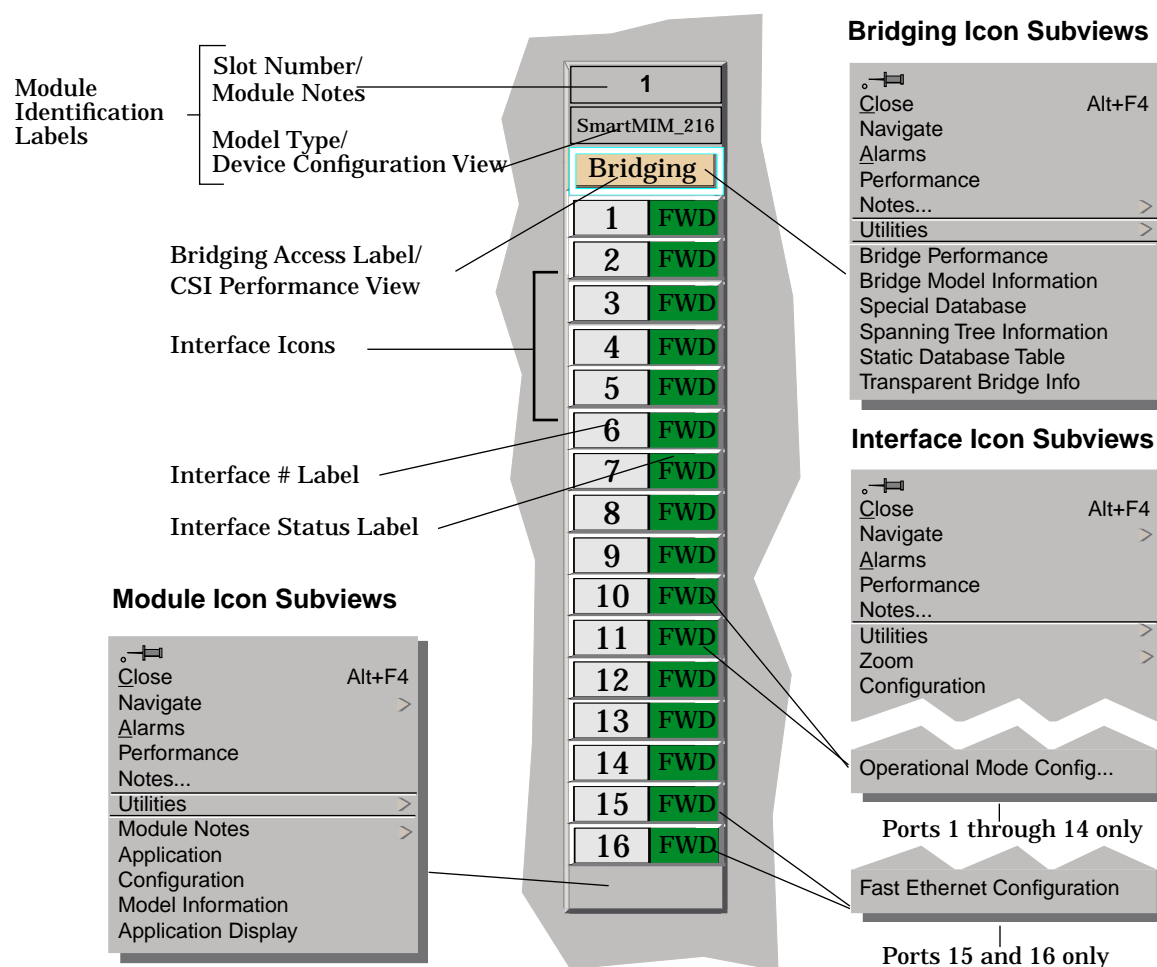 Module
Identification
Labels
Slot Number/
Module Notes
Model Type/
Device Configuration View
Bridging Access Label/
CSI Performance View
Interface Icons
Interface # Label
Interface Status Label
1
SmartMIM_216
Bridging
1 FWD
2 FWD
3 FWD
4 FWD
5 FWD
6 FWD
7 FWD
8 FWD
9 FWD
10 FWD
11 FWD
12 FWD
13 FWD
14 FWD
15 FWD
16 FWD
Bridging Icon Subviews
Close Alt+F4
Navigate
Alarms
Performance
Notes... >
Utilities >
Bridge Performance
Bridge Model Information
Special Database
Spanning Tree Information
Static Database Table
Transparent Bridge Info
Interface Icon Subviews
Close Alt+F4
Navigate >
Alarms
Performance
Notes...
Utilities >
Zoom >
Configuration
Operational Mode Config...
Ports 1 through 14 only
Fast Ethernet Configuration
Ports 15 and 16 only
Module Icon Subviews
Close Alt+F4
Navigate >
Alarms
Performance
Notes...
Utilities >
Module Notes >
Application
Configuration
Model Information
Application Display